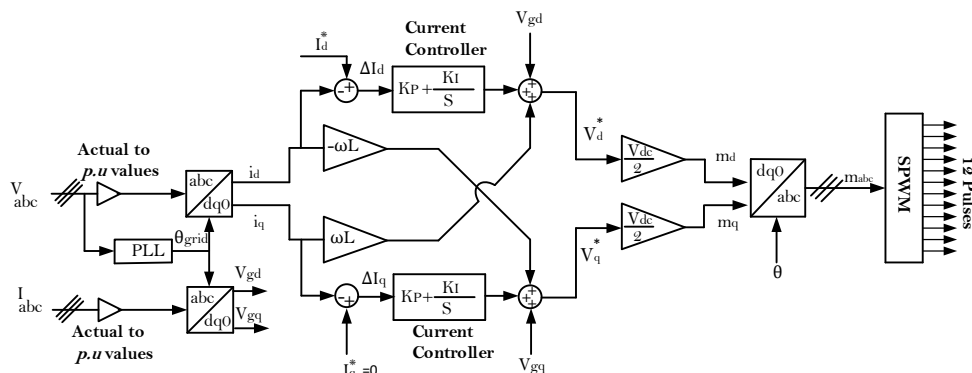 I*d
Current
Controller
Vgd
ΔId
KP+ KI
S
-+
+
++
V*d
-ωL
Actual to
p.u values
Vabc
abc
dq0
id
iq
PLL
θgrid
ωL
Vdc
2
md
Vdc
2
mq
dq0
abc
mabc
SPWM
12 Pulses
θ
V*q
Iabc
Actual to
p.u values
abc
dq0
Vgd
Vgq
ΔIq
-+
KP+ KI
S
+
++
Current
Controller
I*q=0
Vgq